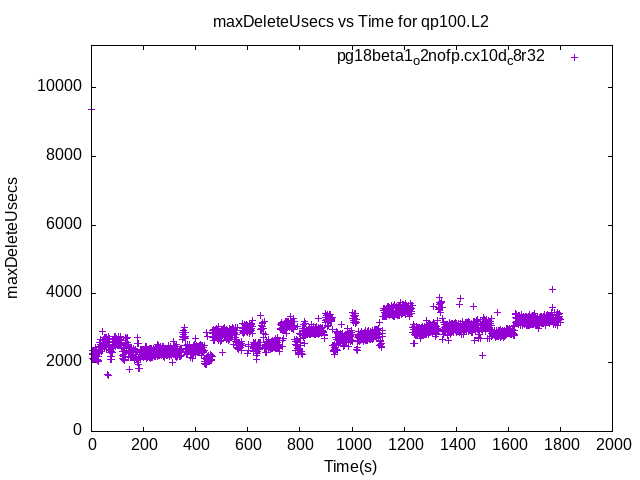 maxDeleteUsecs vs Time for qp100.L2
pg18beta1o2nofp.cx10dc8r32
10000
8000
6000
4000
2000
0
maxDeleteUsecs
0 200 400 600 800 1000 1200 1400 1600 1800 2000
Time(s)